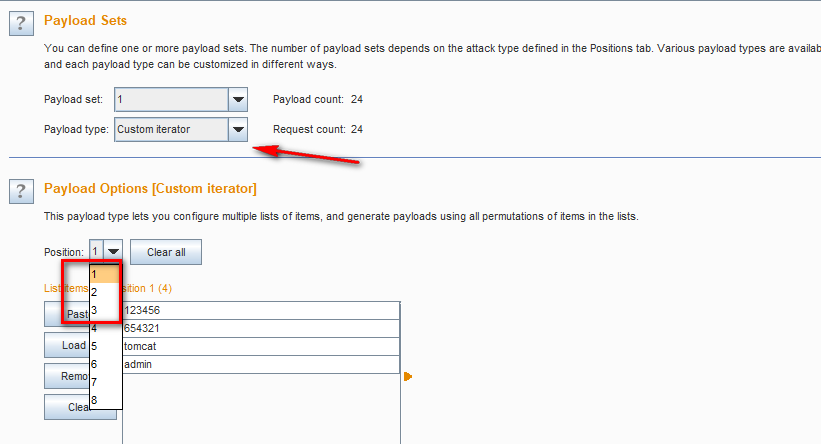 ? Payload Sets
You can define one or more payload sets. The number of payload sets depends on the attack type defined in the Positions tab. Various payload types are availab
and each payload type can be customized in different ways.
Payload set: 1 Payload count: 24
Payload type: Custom iterator Request count: 24
? Payload Options [Custom iterator]
This payload type lets you configure multiple lists of items, and generate payloads using all permutations of items in the lists.
Position: 1 Clear all
1
List items sition 1 (4)
2
Past 3 123456
4 654321
Load 5 tomcat
6 admin
Remo 7
Clea 8